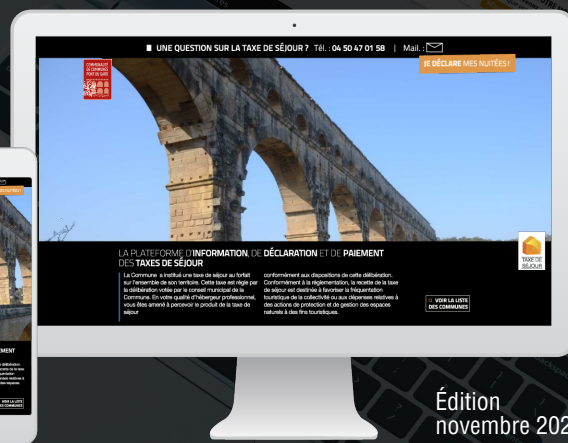 UNE QUESTION SUR LA TAXE DE SÉJOUR ? Tél. : 04 50 47 01 58 | Mail. :
JE DÉCLARE MES NUITÉES !
COMMUNAUTÉ
DE COMMUNES
PONT DU GARD
LA PLATEFORME D'INFORMATION, DE DÉCLARATION ET DE PAIEMENT
DES TAXES DE SÉJOUR
La Commune a institué une taxe de séjour au forfait
sur l'ensemble de son territoire. Cette taxe est régie par
la délibération votée par le conseil municipal de la
Commune. En votre qualité d'hébergeur professionnel,
vous êtes amené à percevoir le produit de la taxe de
séjour
conformément aux dispositions de cette délibération.
Conformément à la réglementation, la recette de la taxe
de séjour est destinée à favoriser la fréquentation
touristique de la collectivité ou aux dépenses relatives à
des actions de protection et de gestion des espaces
naturels à des fins touristiques.
TAXE DE
SÉJOUR
VOIR LA LISTE
DES COMMUNES
VOIR LA LISTE
DES COMMUNES
Édition
novembre 202